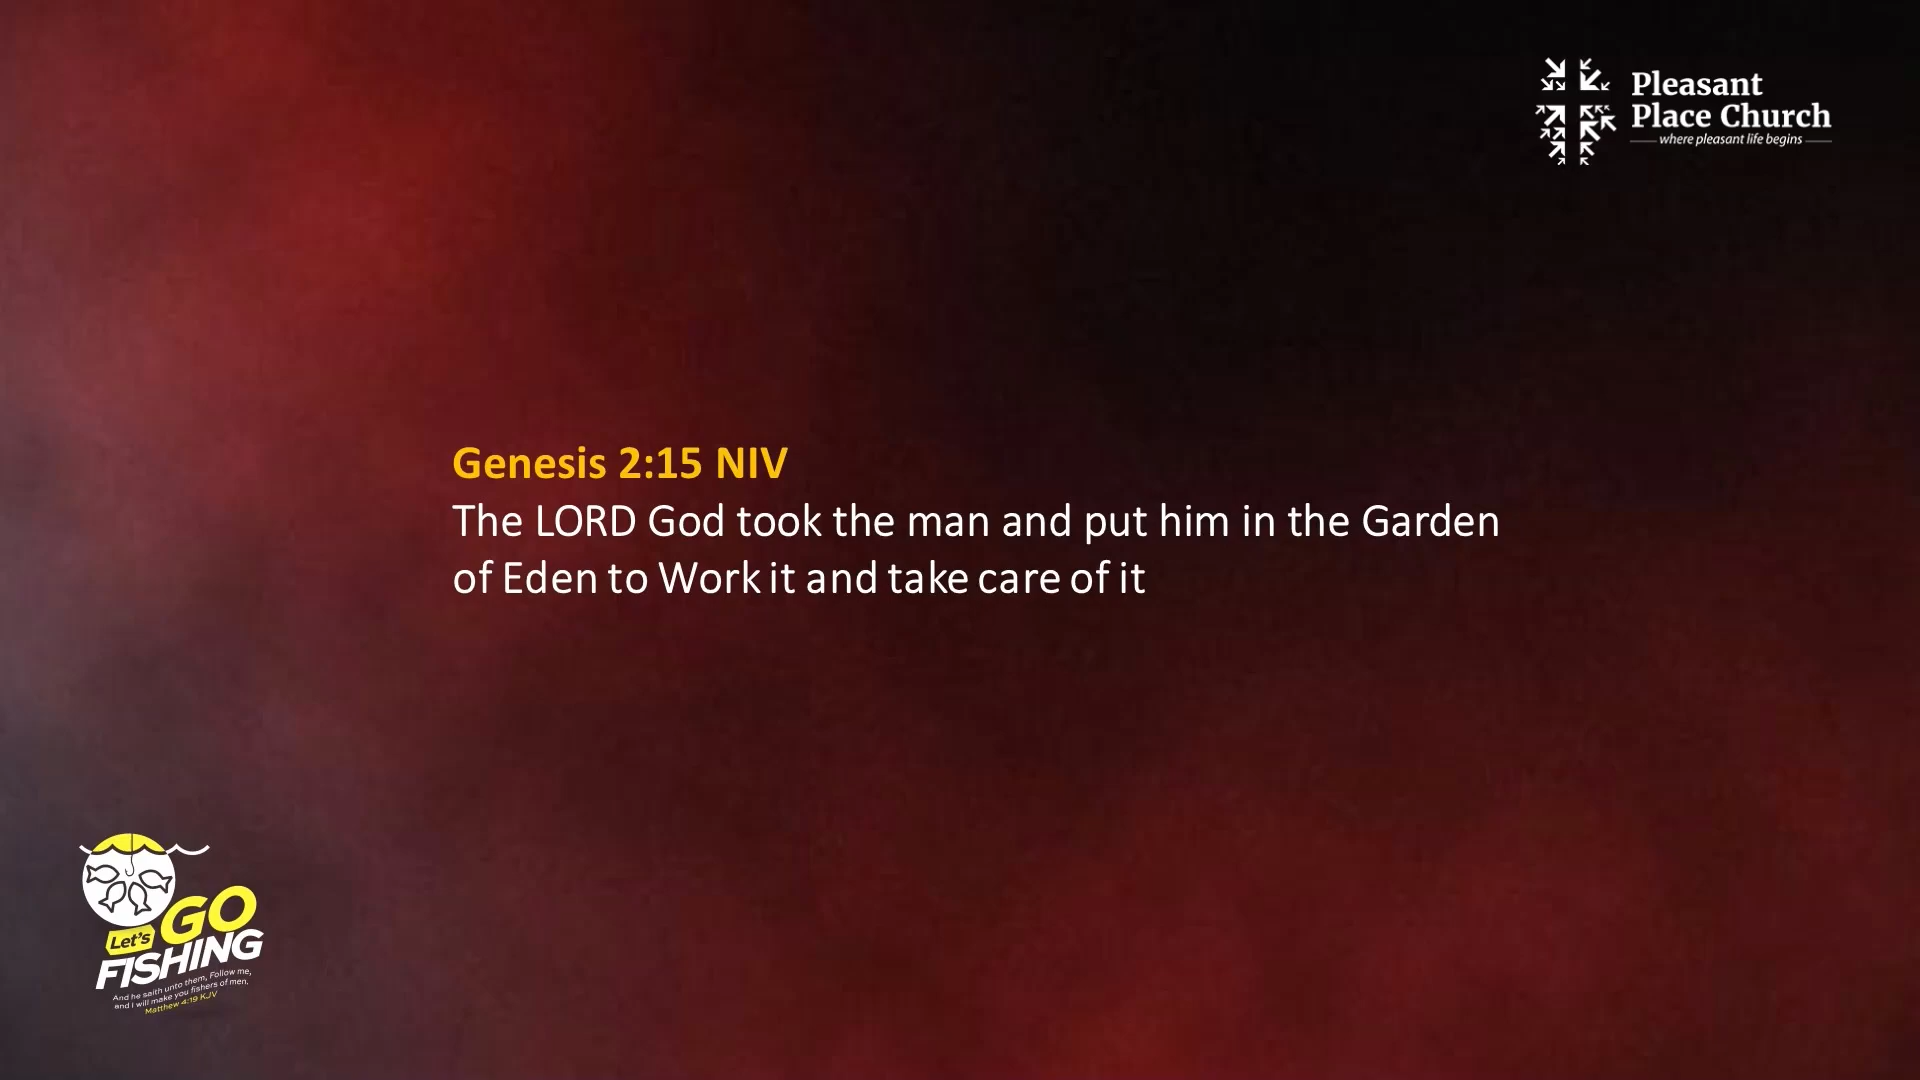 Pleasant
Place Church
where pleasant life begins
Genesis 2:15 NIV
The LORD God took the man and put him in the Garden
of Eden to Work it and take care of it
Let's GO
FISHING
And he saith unto them, Follow me,
and I will make you fishers of men,
Matthew 4:19 KJV